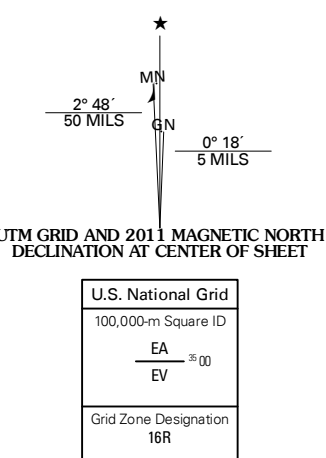 ★
MN
2° 48´
50 MILS
GN
0° 18´
5 MILS
UTM GRID AND 2011 MAGNETIC NORTH
DECLINATION AT CENTER OF SHEET
U.S. National Grid
100,000-m Square ID
EA
35 00
EV
Grid Zone Designation
16R